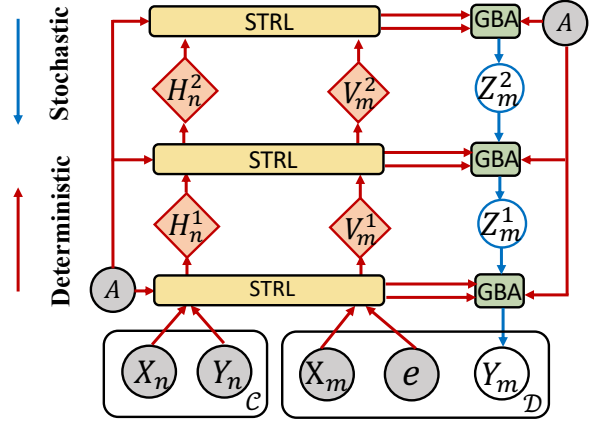 Stochastic
Deterministic
STRL
GBA
A
H_n^2
V_m^2
Z_m^2
STRL
GBA
H_n^1
V_m^1
Z_m^1
A
STRL
GBA
X_n
Y_n
C
X_m
e
D
Y_m